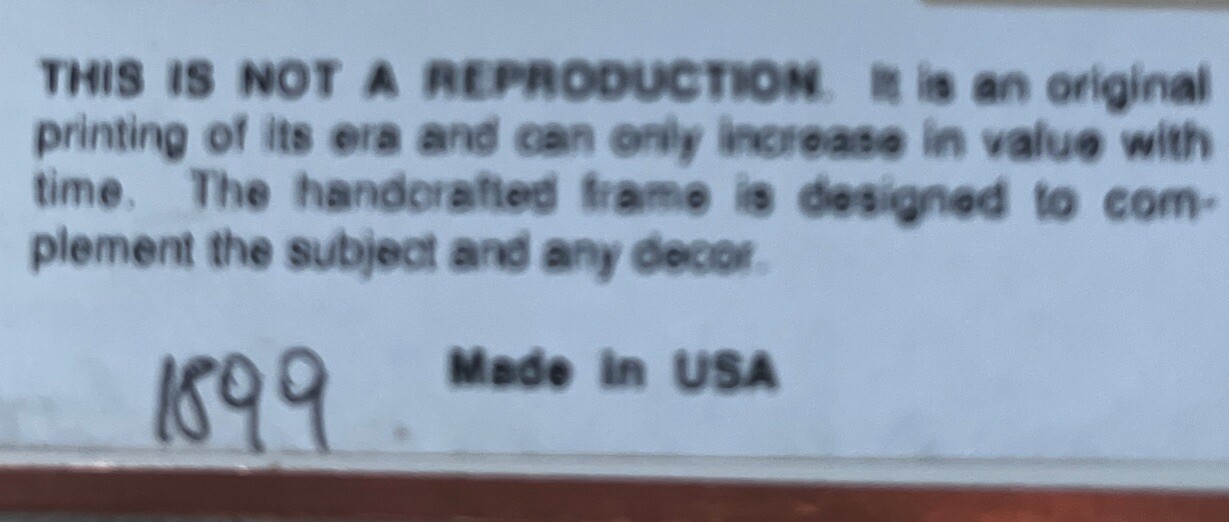 THIS IS NOT A REPRODUCTION. It is an original
printing of its era and can only increase in value with
time. The handcrafted frame is designed to com-
plement the subject and any decor.
1899 Made in USA